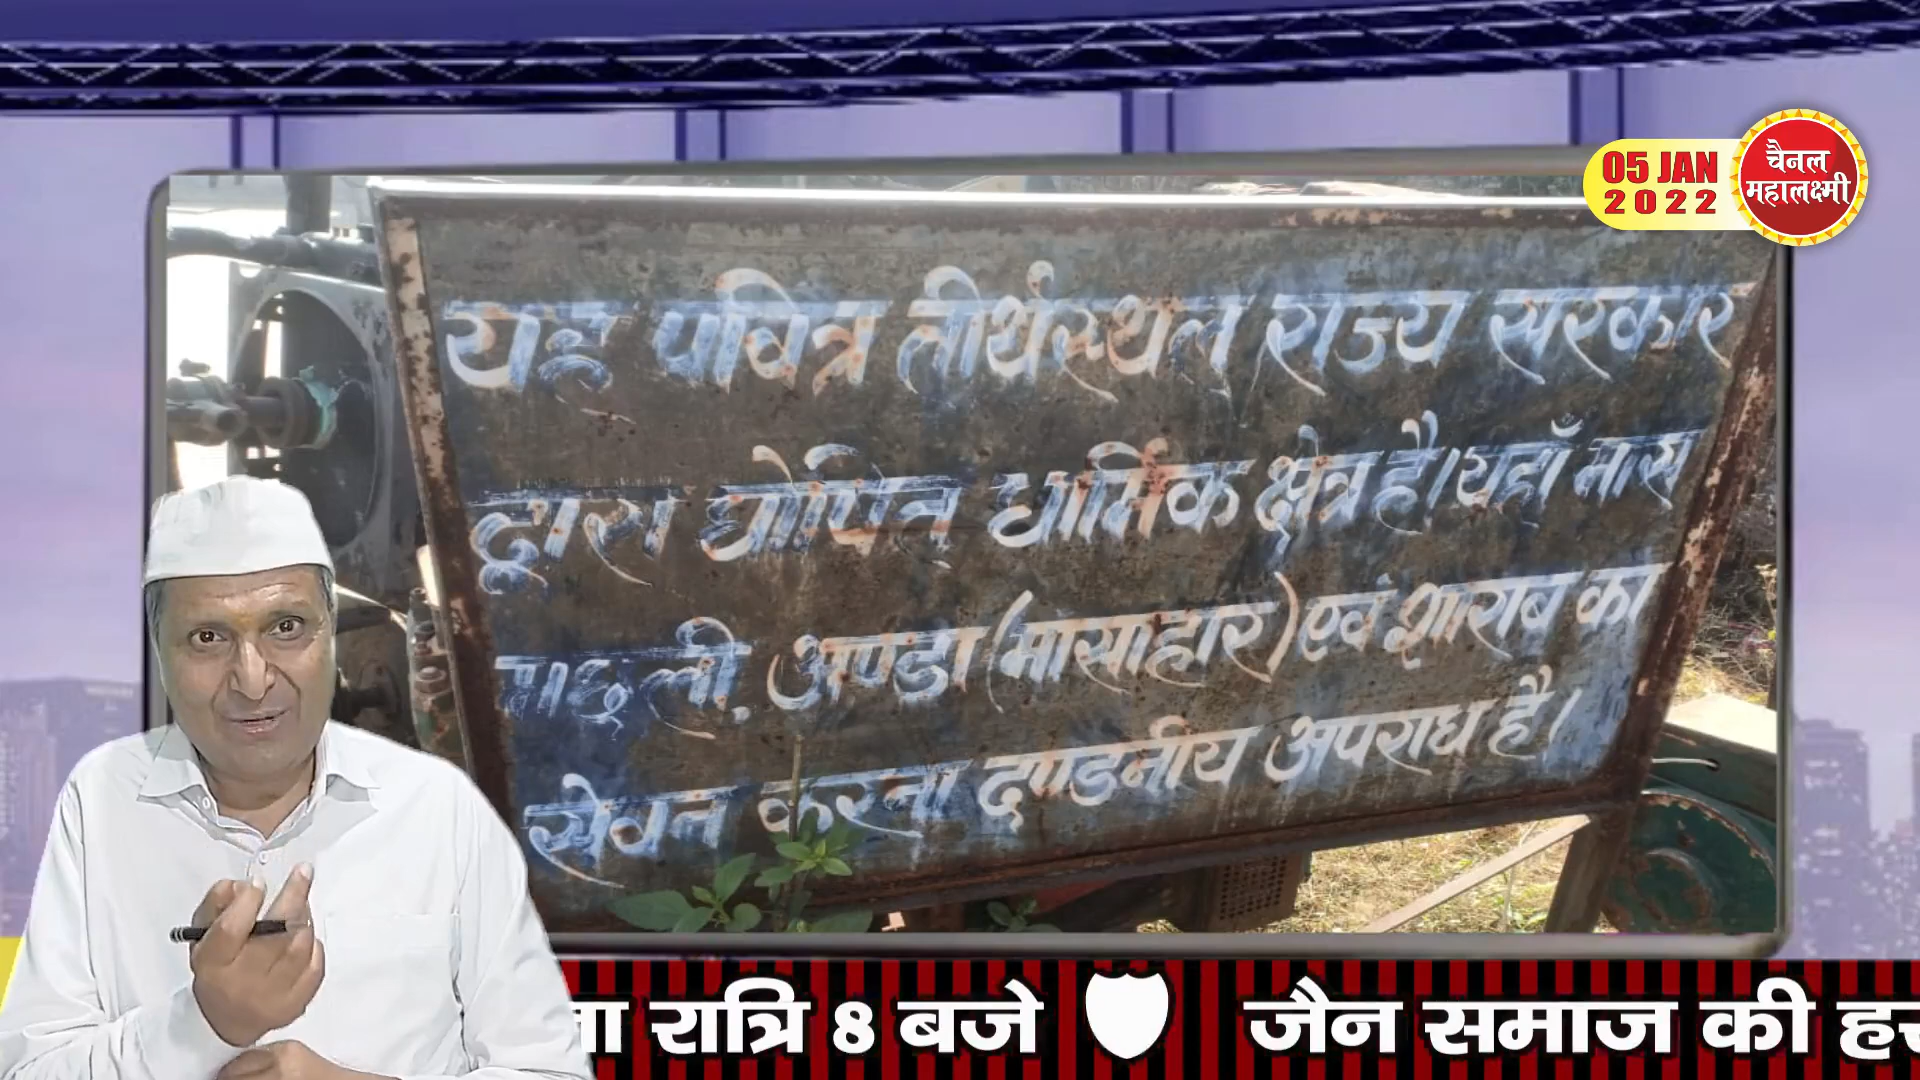 05 JAN
2022
चैनल
महालक्ष्मी
यह पवित्र तीर्थस्थल राज्य सरकार
द्वारा घोषित धार्मिक क्षेत्र है। यहाँ मास
मछली, अण्डा (मासाहार) एवं शराब का
सेवन करना दण्डनीय अपराध है।
रात्रि 8 बजे जैन समाज की